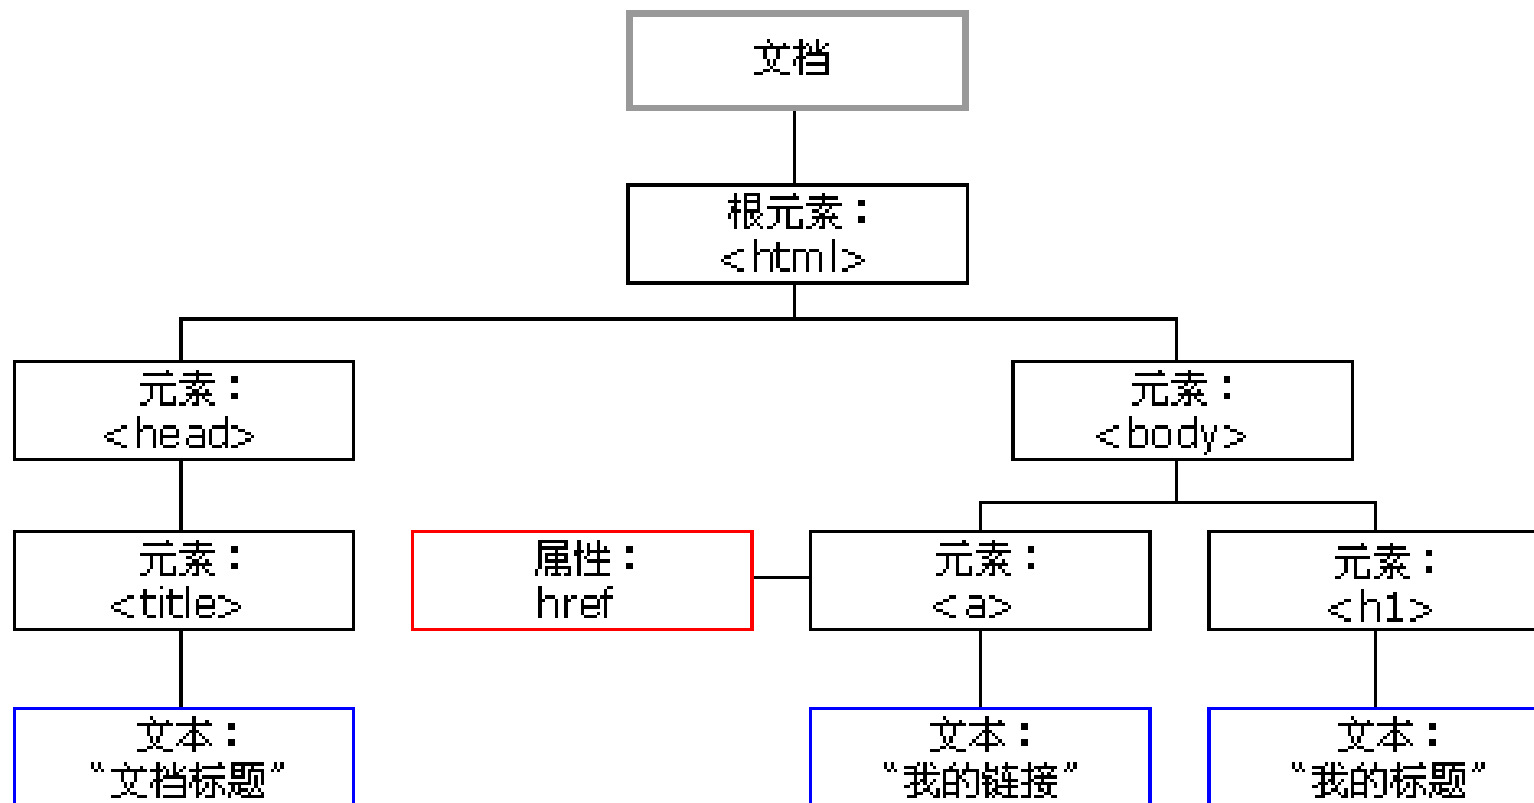 文档
根元素：
<html>
元素：
<head>
元素：
<body>
元素：
<title>
属性：
href
元素：
<a>
元素：
<h1>
文本：
“文档标题”
文本：
“我的链接”
文本：
“我的标题”